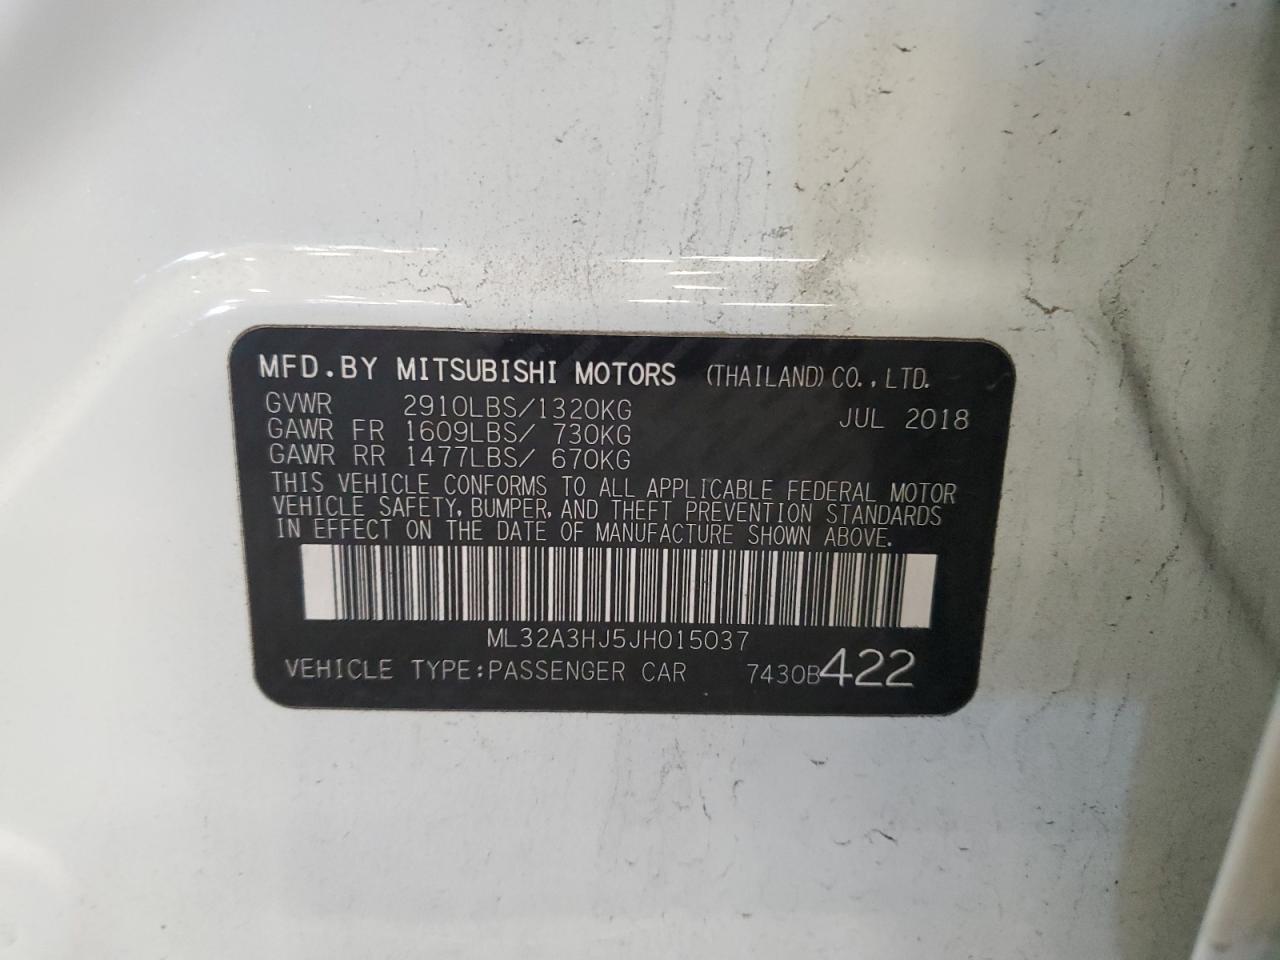 MFD.BY MITSUBISHI MOTORS (THAILAND)CO.,LTD.
GVWR 2910LBS/1320KG JUL 2018
GAWR FR 1609LBS/ 730KG
GAWR RR 1477LBS/ 670KG
THIS VEHICLE CONFORMS TO ALL APPLICABLE FEDERAL MOTOR
VEHICLE SAFETY, BUMPER, AND THEFT PREVENTION STANDARDS
IN EFFECT ON THE DATE OF MANUFACTURE SHOWN ABOVE.
ML32A3HJ5JH015037
VEHICLE TYPE:PASSENGER CAR 7430B422